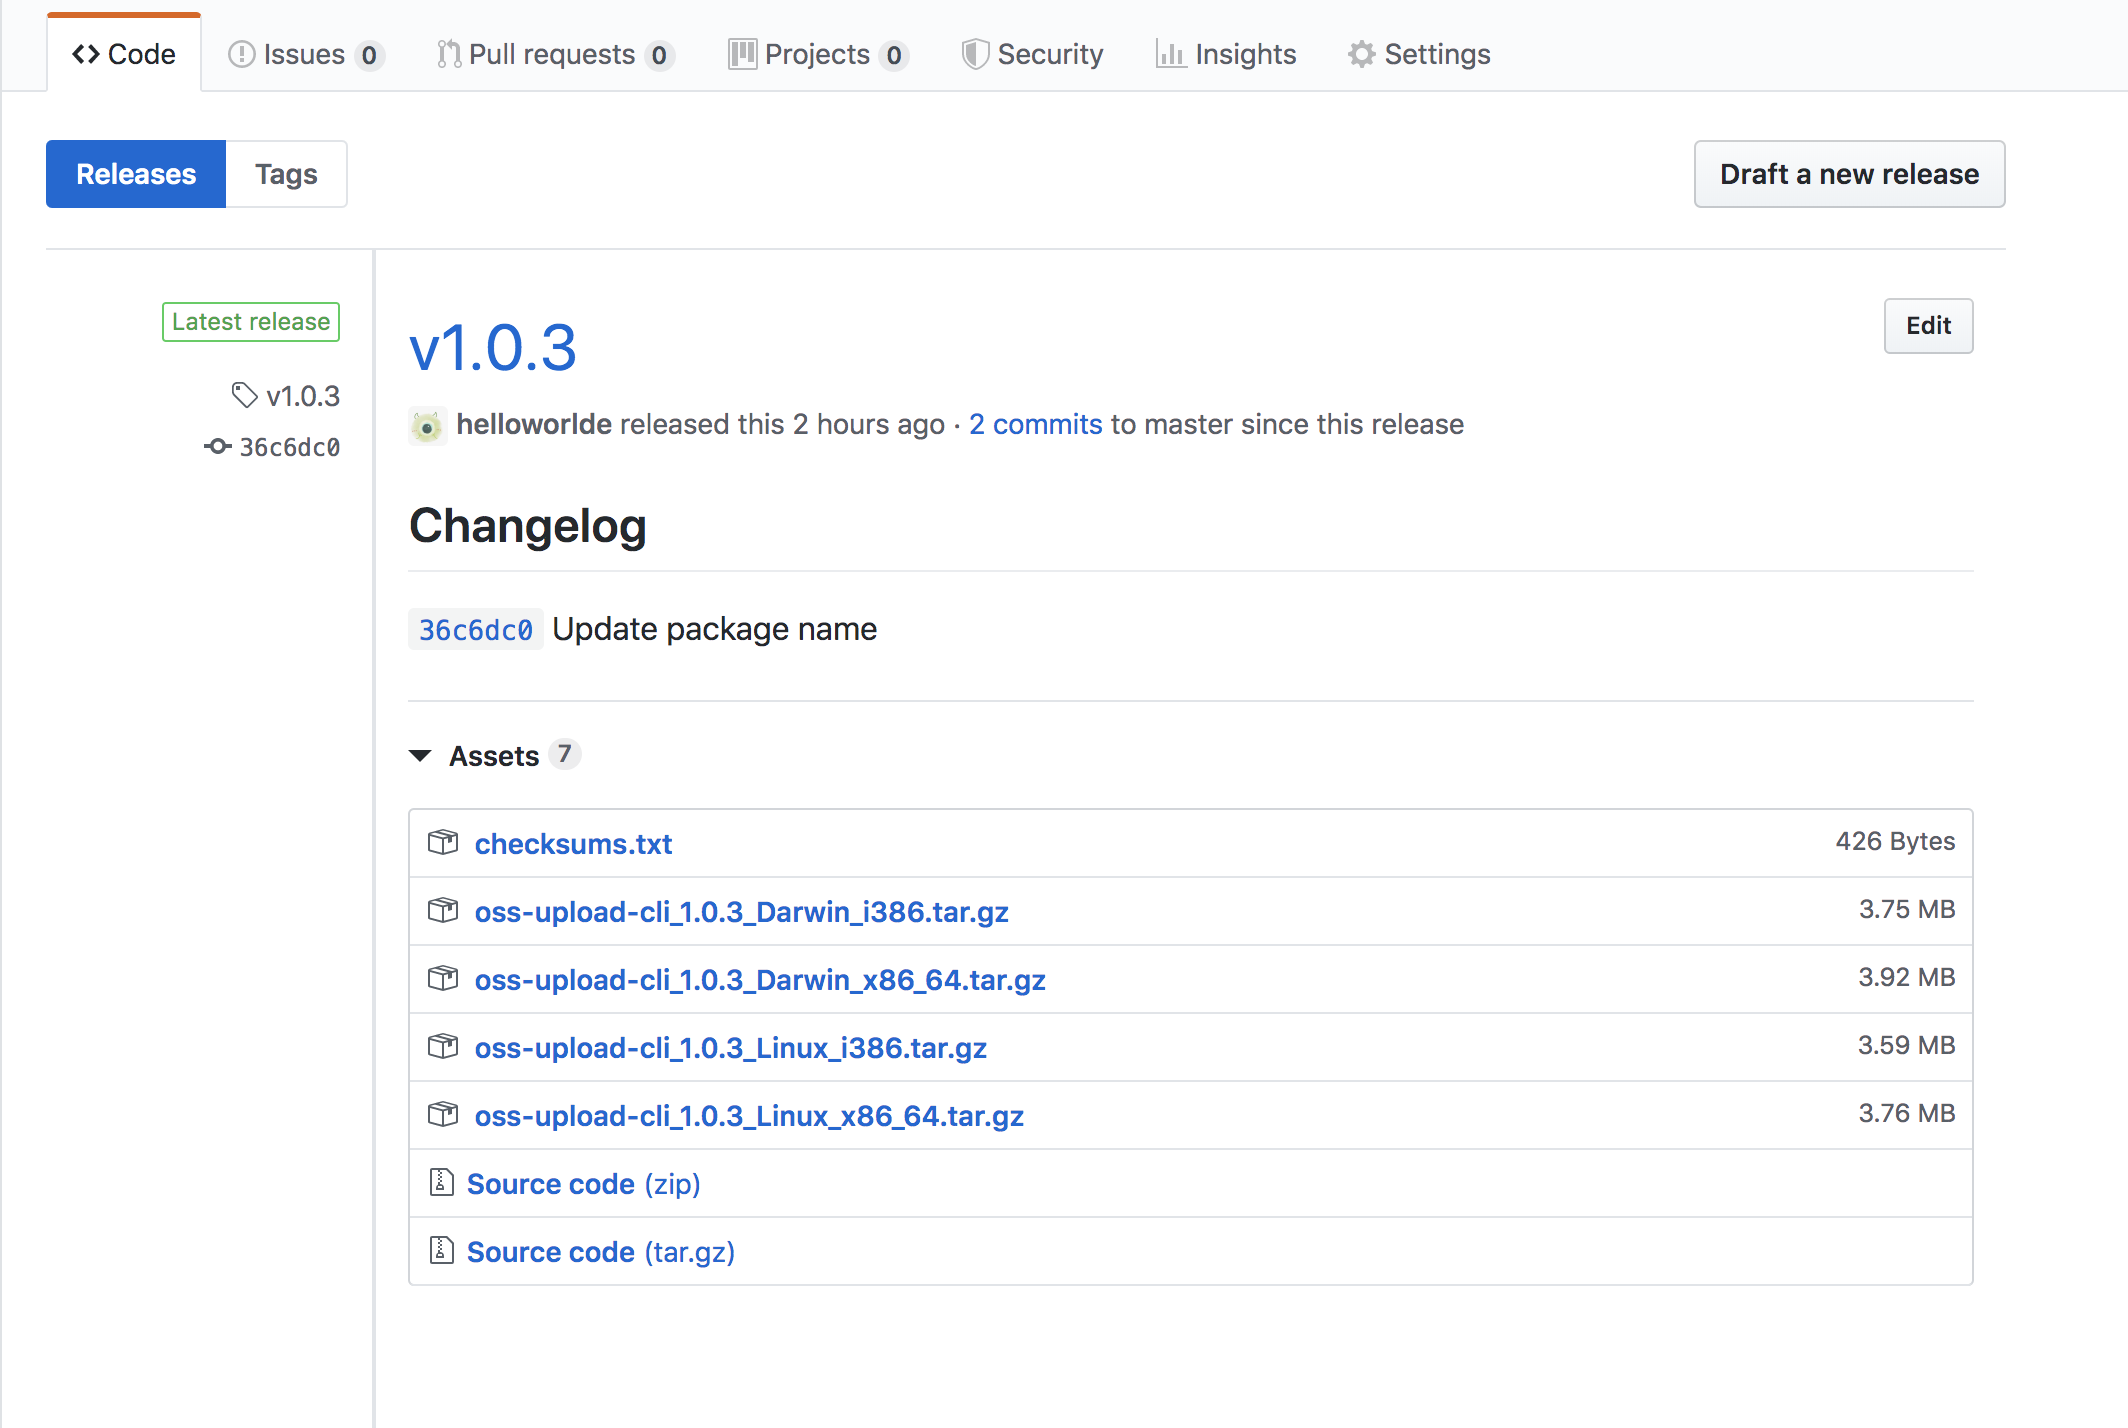 Code Issues 0 Pull requests 0 Projects 0 Security Insights Settings
Releases Tags Draft a new release
Latest release
v1.0.3
36c6dc0
v1.0.3 Edit
helloworlde released this 2 hours ago · 2 commits to master since this release
Changelog
36c6dc0 Update package name
Assets 7
checksums.txt 426 Bytes
oss-upload-cli_1.0.3_Darwin_i386.tar.gz 3.75 MB
oss-upload-cli_1.0.3_Darwin_x86_64.tar.gz 3.92 MB
oss-upload-cli_1.0.3_Linux_i386.tar.gz 3.59 MB
oss-upload-cli_1.0.3_Linux_x86_64.tar.gz 3.76 MB
Source code (zip)
Source code (tar.gz)